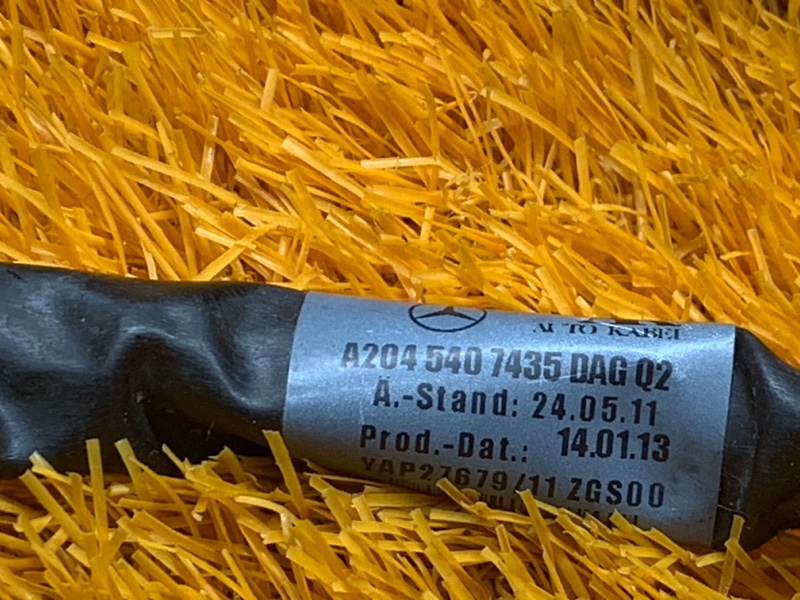 AUTO KABEL
A204 540 7435 DAG Q2
Ä.-Stand: 24.05.11
Prod.-Dat.: 14.01.13
YAP27679/11 ZGS00